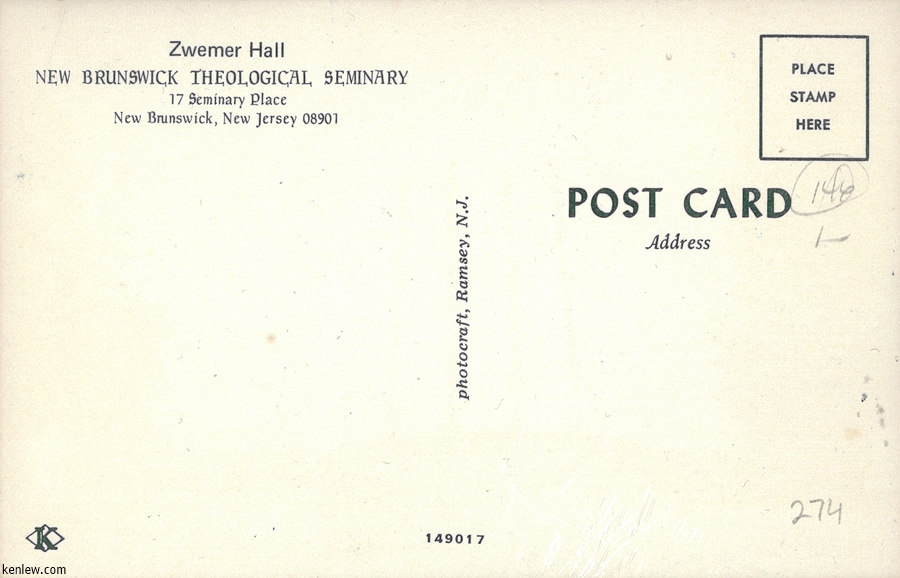 Zwemer Hall
NEW BRUNSWICK THEOLOGICAL SEMINARY
17 Seminary Place
New Brunswick, New Jersey 08901
photocraft, Ramsey, N.J.
PLACE
STAMP
HERE
POST CARD
Address
274
K
149017
kenlew.com